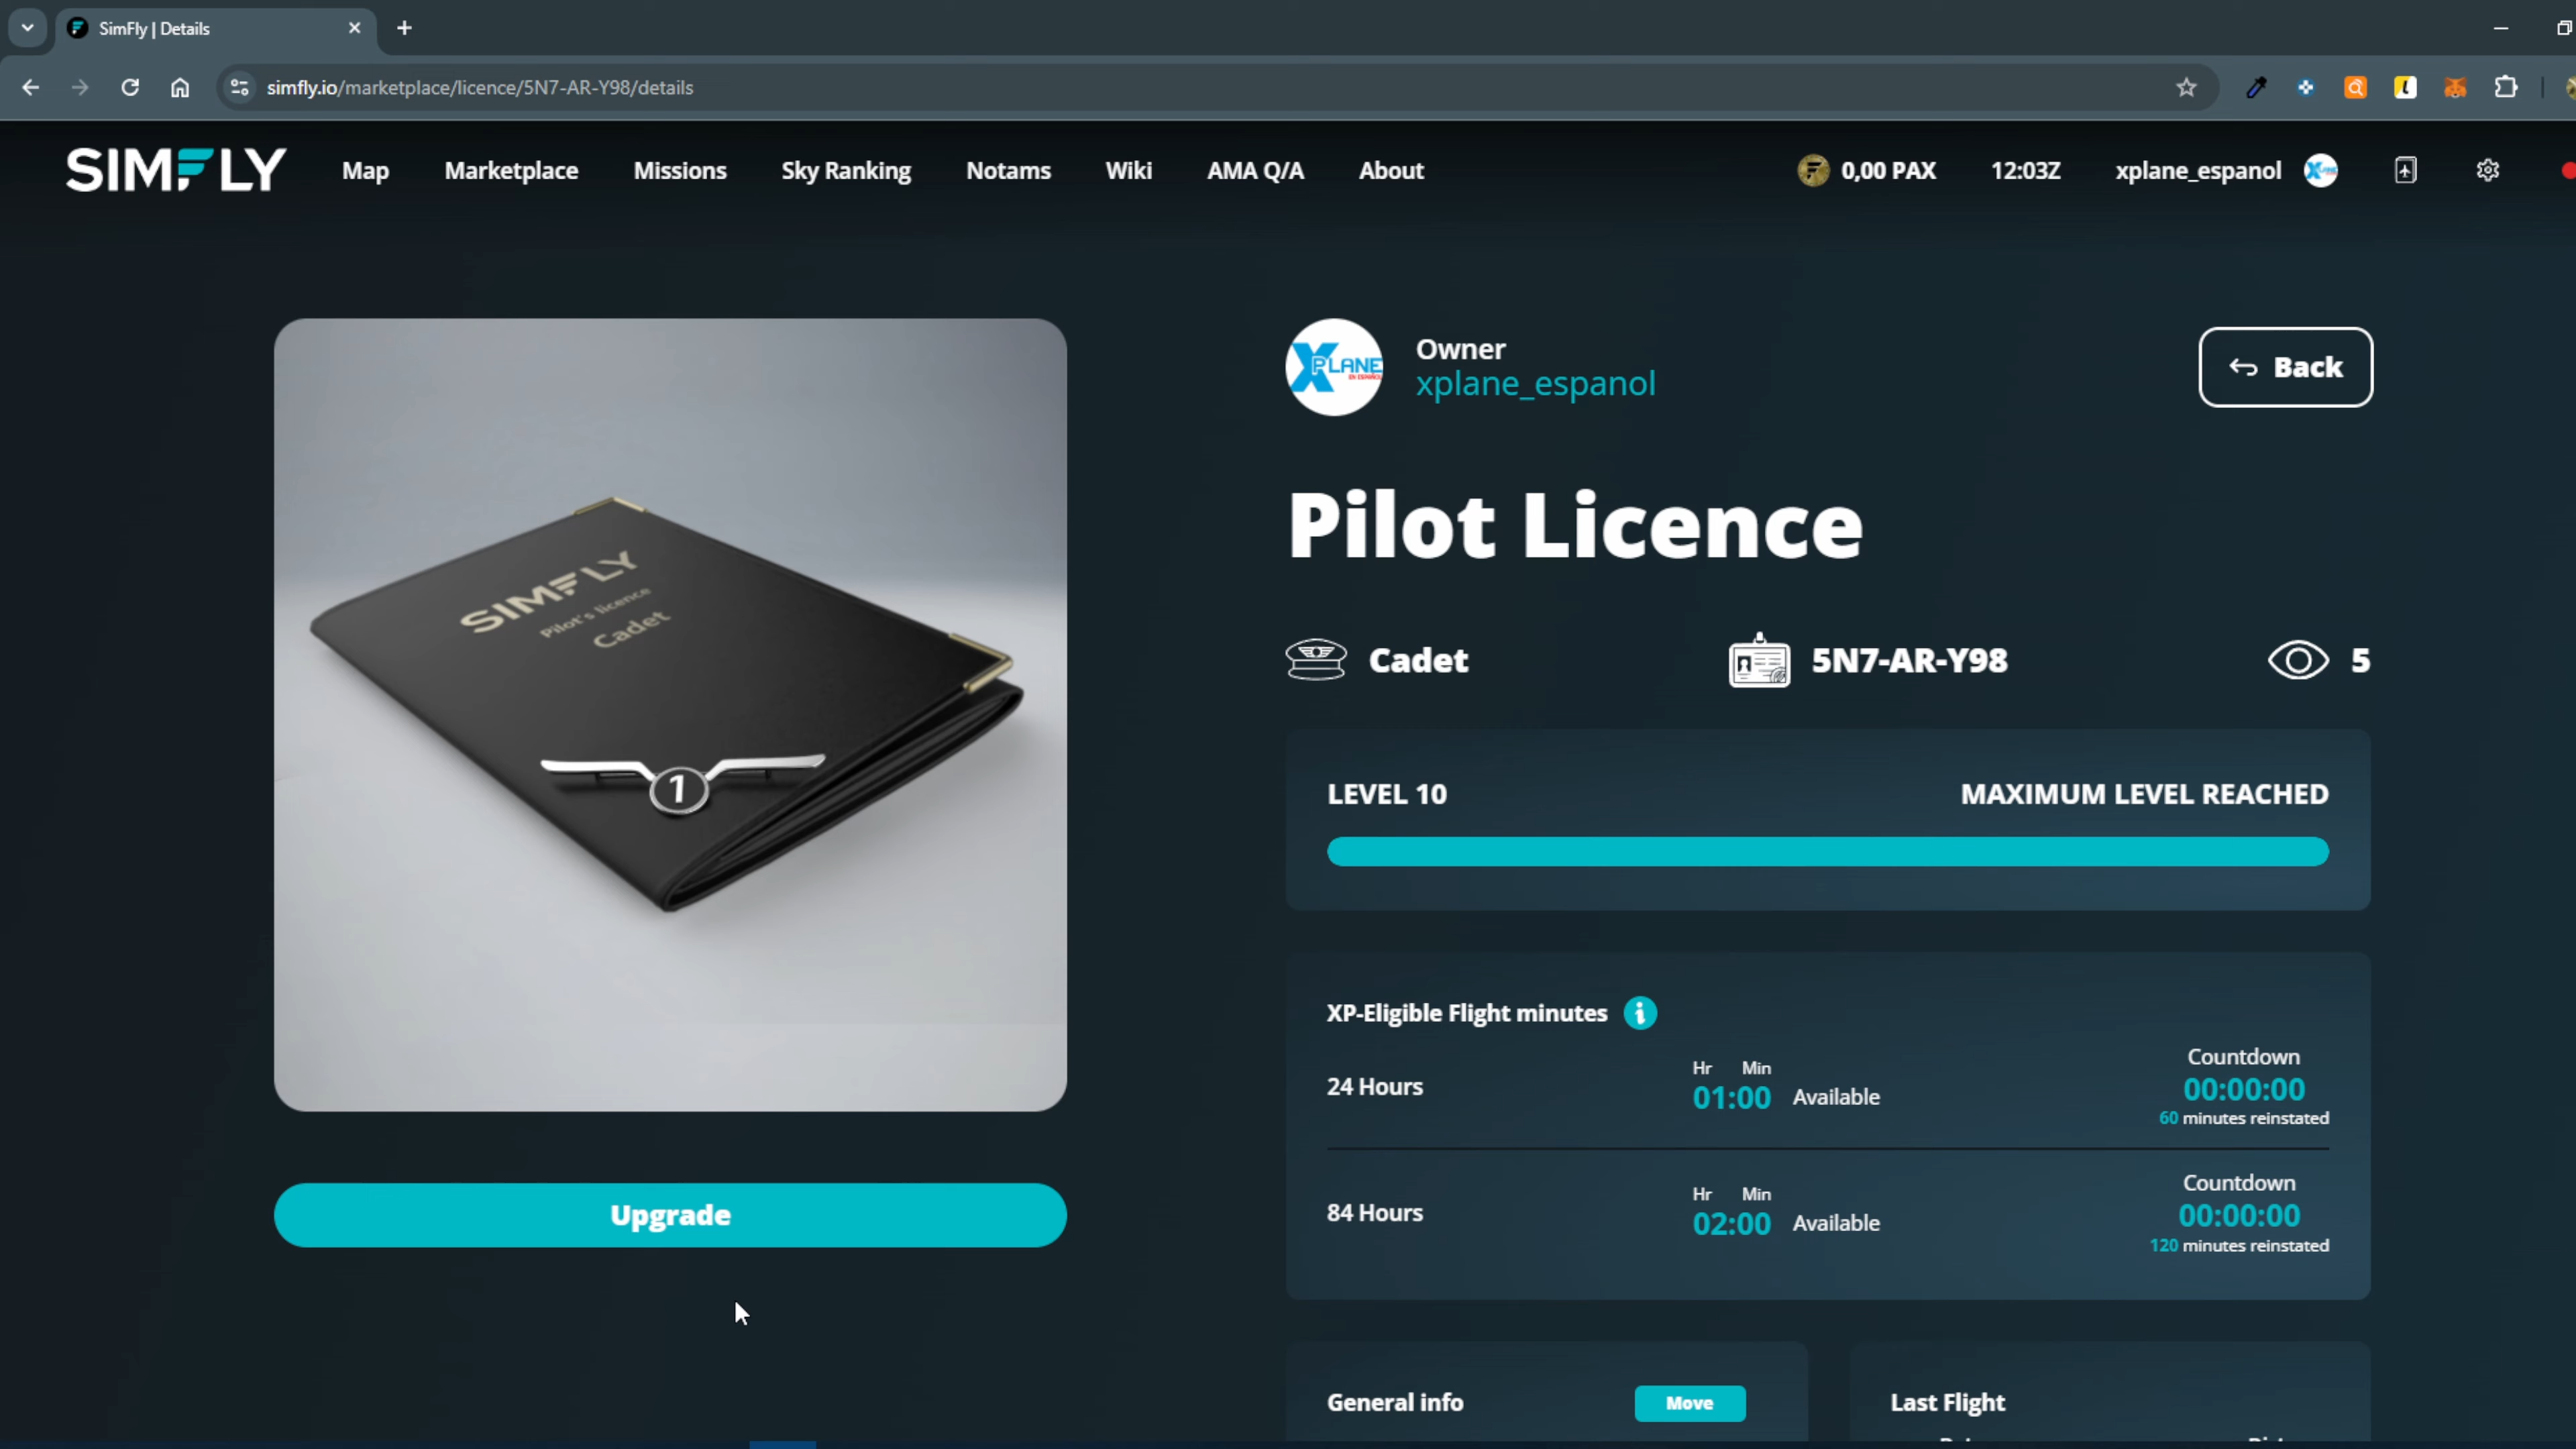 SimFly | Details
simfly.io/marketplace/licence/5N7-AR-Y98/details
SIMFLY
Map
Marketplace
Missions
Sky Ranking
Notams
Wiki
AMA Q/A
About
0,00 PAX
12:03Z
xplane_espanol
SIMFLY
Pilot's licence
Cadet
1
Upgrade
XPLANE
EN ESPAÑOL
Owner
xplane_espanol
Back
Pilot Licence
Cadet
5N7-AR-Y98
5
LEVEL 10
MAXIMUM LEVEL REACHED
XP-Eligible Flight minutes
24 Hours
Hr Min
01:00 Available
Countdown
00:00:00
60 minutes reinstated
84 Hours
Hr Min
02:00 Available
Countdown
00:00:00
120 minutes reinstated
General info
Move
Last Flight